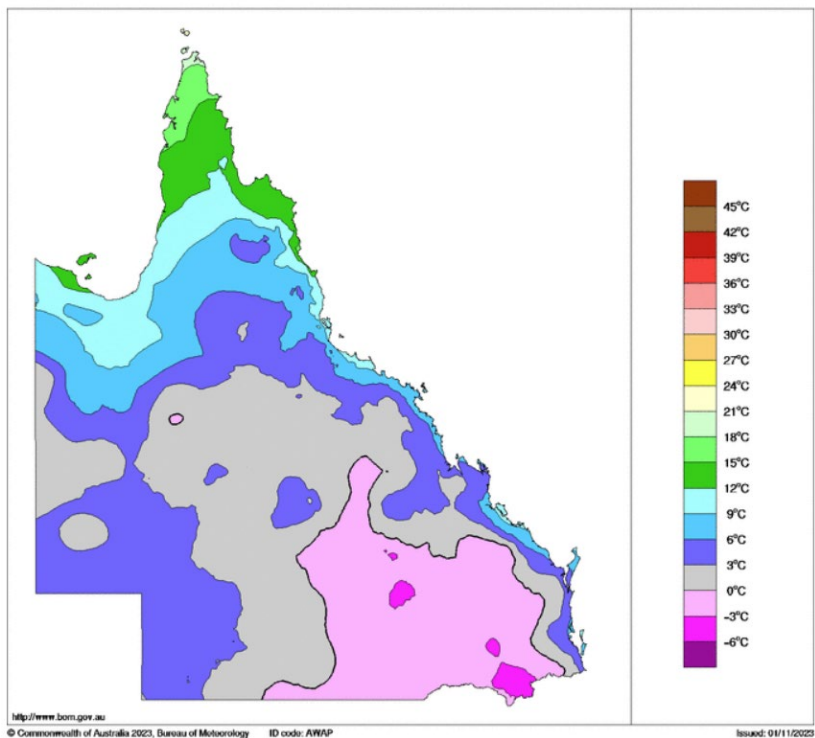 45°C
42°C
39°C
36°C
33°C
30°C
27°C
24°C
21°C
18°C
15°C
12°C
9°C
6°C
3°C
0°C
-3°C
-6°C
http://www.bom.gov.au
© Commonwealth of Australia 2023, Bureau of Meteorology ID code: AWAP Issued: 01/11/2023